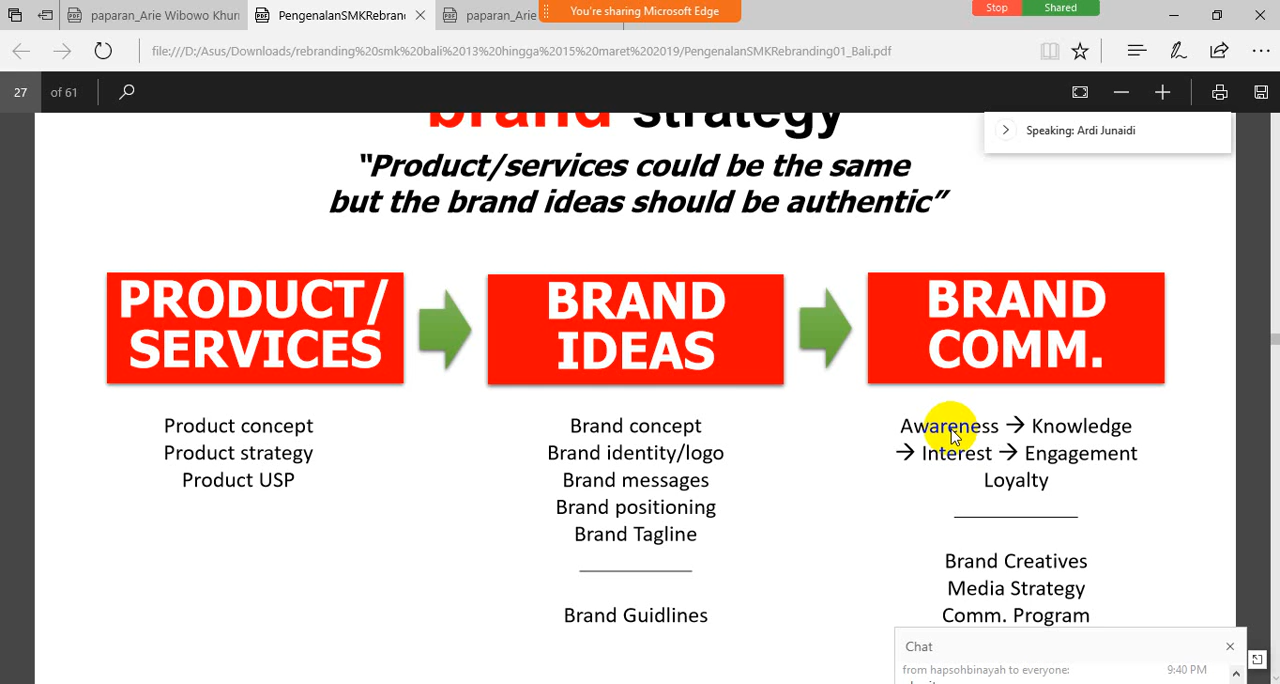 paparan_Arie Wibowo Khuri
PengenalanSMKRebrand
paparan_Arie
You're sharing Microsoft Edge
Stop
Shared
file:///D:/Asus/Downloads/rebranding%20smk%20bali%2013%20hingga%2015%20maret%202019/PengenalanSMKRebranding01_Bali.pdf
27 of 61
Speaking: Ardi Junaidi
brand strategy
“Product/services could be the same
but the brand ideas should be authentic”
PRODUCT/
SERVICES
Product concept
Product strategy
Product USP
BRAND
IDEAS
Brand concept
Brand identity/logo
Brand messages
Brand positioning
Brand Tagline
Brand Guidlines
BRAND
COMM.
Awareness → Knowledge
→ Interest → Engagement
Loyalty
Brand Creatives
Media Strategy
Comm. Program
Chat
from hapsohbinayah to everyone: 9:40 PM